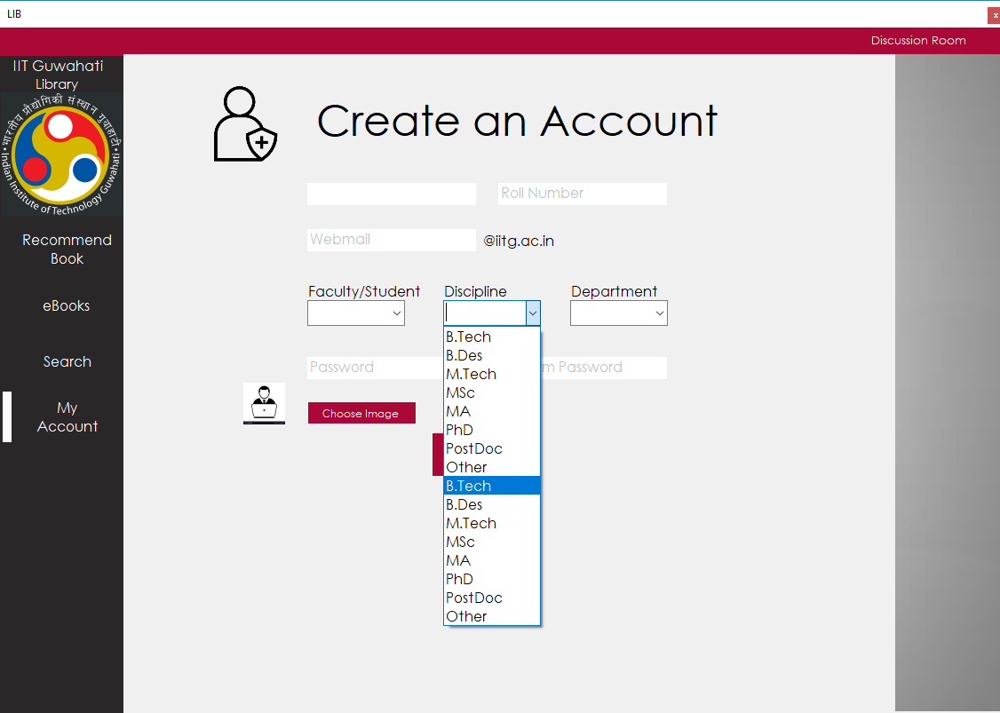 LIB
x
Discussion Room
IIT Guwahati
Library
भारतीय प्रौद्योगिकी संस्थान गुवाहाटी
Indian Institute of Technology Guwahati
Recommend
Book
eBooks
Search
My
Account
Create an Account
Roll Number
Webmail
@iitg.ac.in
Faculty/Student
Discipline
Department
B.Tech
B.Des
M.Tech
MSc
MA
PhD
PostDoc
Other
B.Tech
B.Des
M.Tech
MSc
MA
PhD
PostDoc
Other
Password
m Password
Choose Image